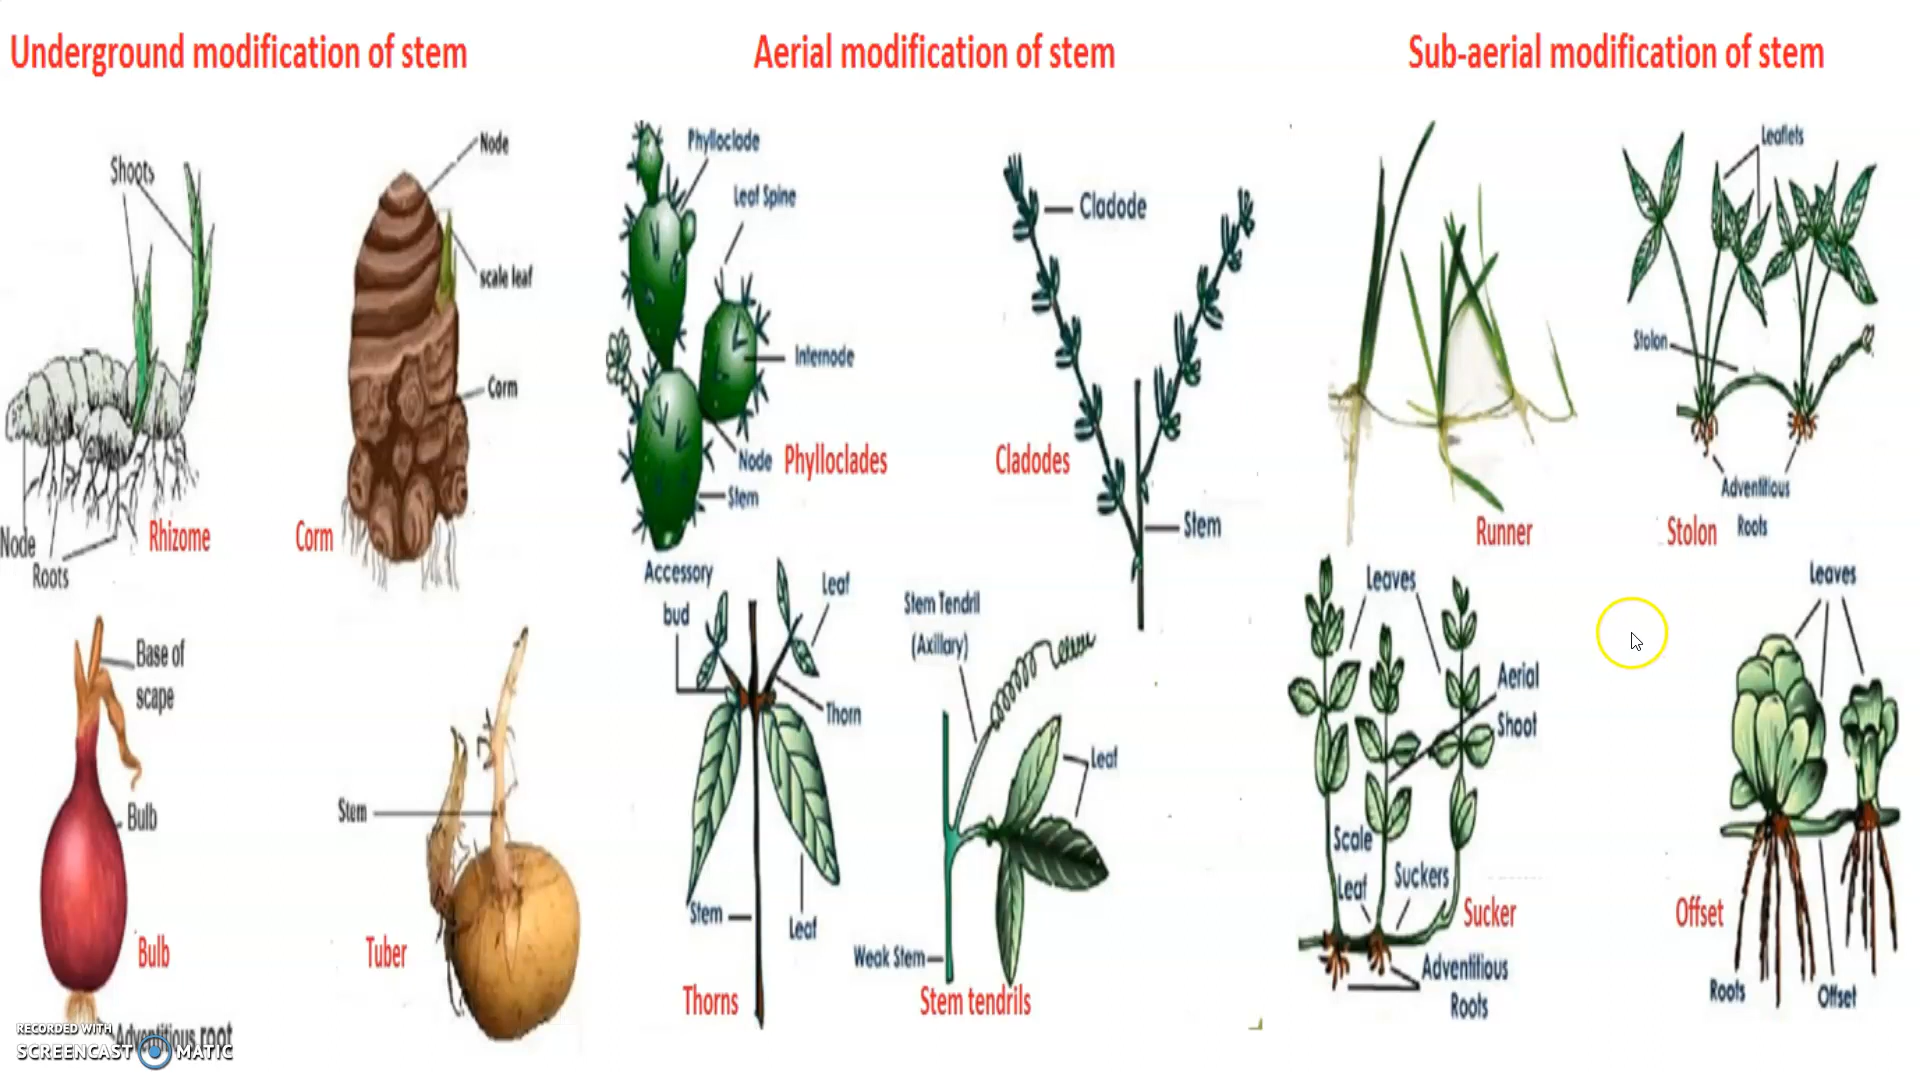 Underground modification of stem
Aerial modification of stem
Sub-aerial modification of stem
Shoots
Node
Roots
Rhizome
Node
scale leaf
Corm
Corm
Base of
scape
Bulb
Bulb
Adventitious root
Stem
Tuber
Phylloclade
Leaf Spine
Internode
Node
Phylloclades
Stem
Cladode
Cladodes
Stem
Accessory
bud
Leaf
Thorn
Stem
Leaf
Thorns
Stem Tendril
(Axillary)
Leaf
Weak Stem
Stem tendrils
Runner
Leaflets
Stolon
Adventitious
Roots
Stolon
Leaves
Aerial
Shoot
Scale
Leaf
Suckers
Sucker
Adventitious
Roots
Leaves
Offset
Roots
Offset
RECORDED WITH
SCREENCAST MATIC